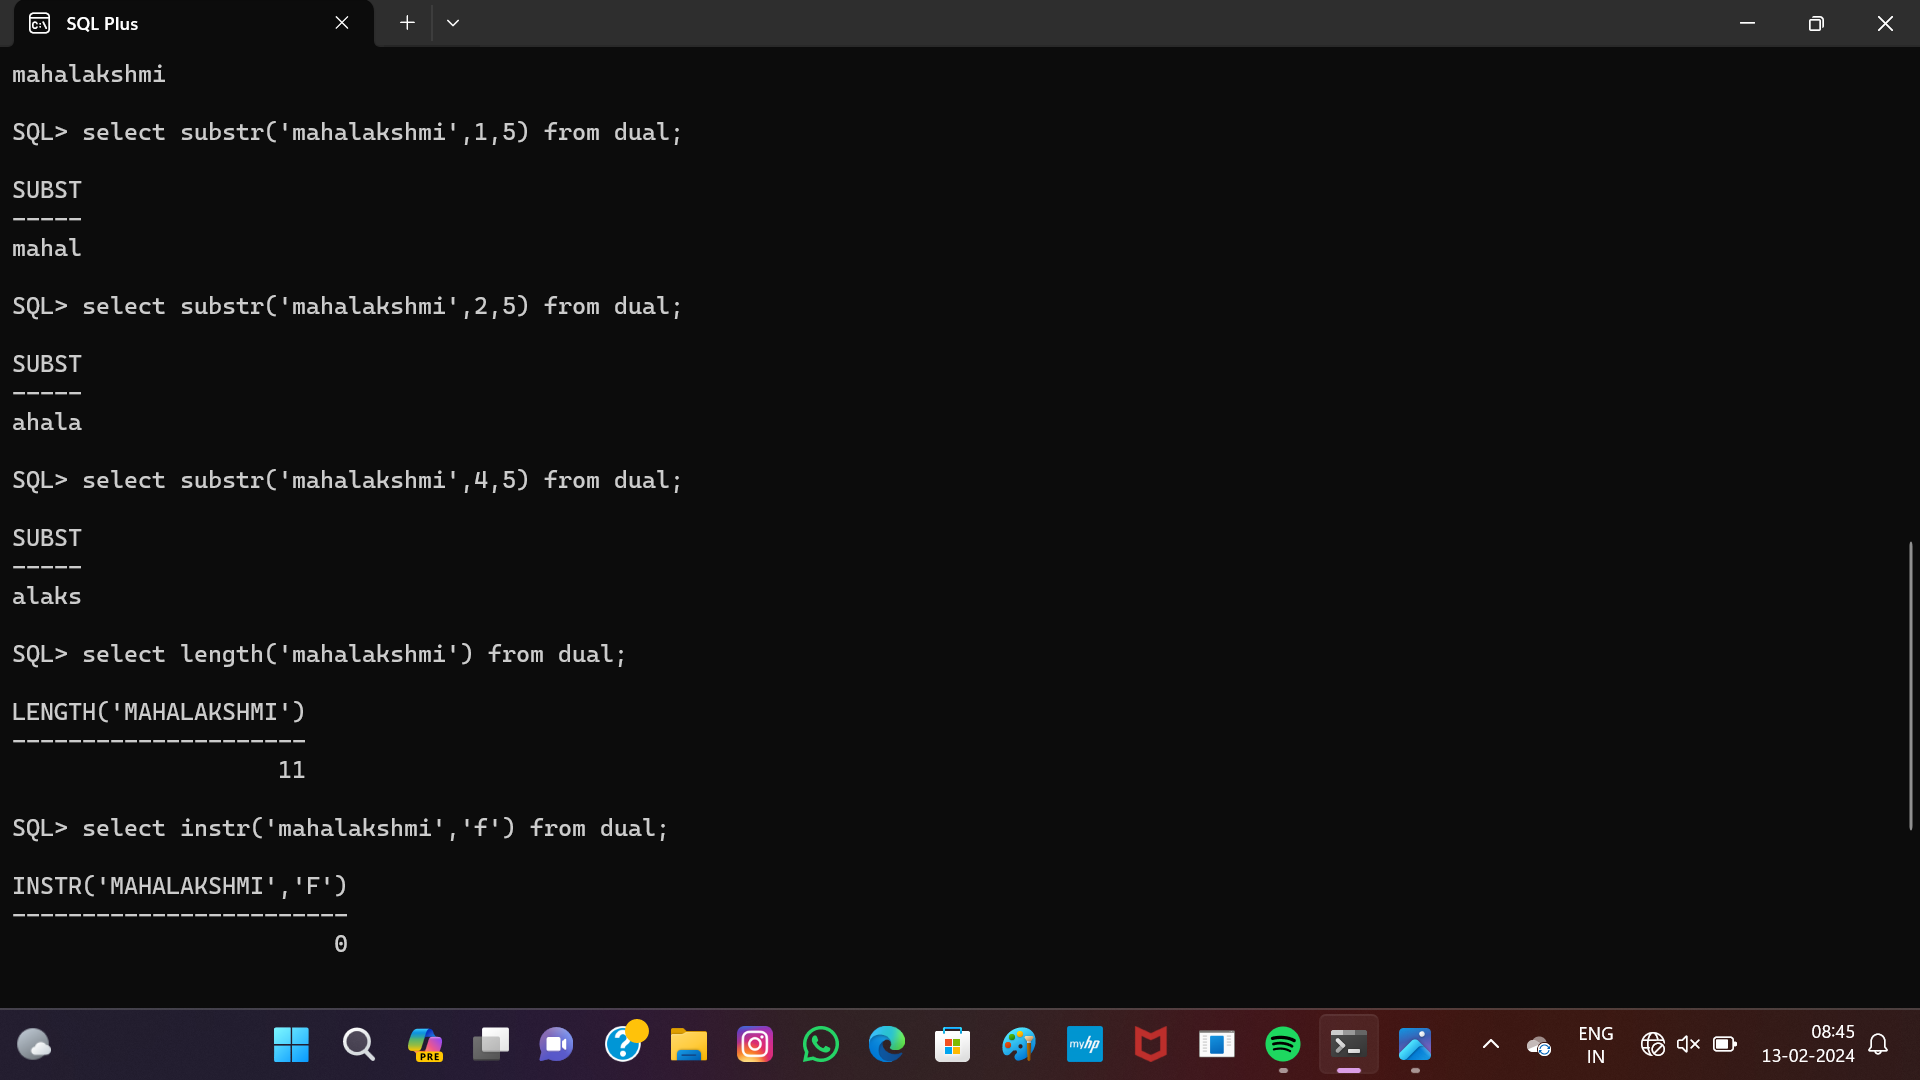 SQL Plus
mahalakshmi
SQL> select substr('mahalakshmi',1,5) from dual;
SUBST
-----
mahal
SQL> select substr('mahalakshmi',2,5) from dual;
SUBST
-----
ahala
SQL> select substr('mahalakshmi',4,5) from dual;
SUBST
-----
alaks
SQL> select length('mahalakshmi') from dual;
LENGTH('MAHALAKSHMI')
---------------------
11
SQL> select instr('mahalakshmi','f') from dual;
INSTR('MAHALAKSHMI','F')
------------------------
0
PRE
myhp
ENG
IN
08:45
13-02-2024